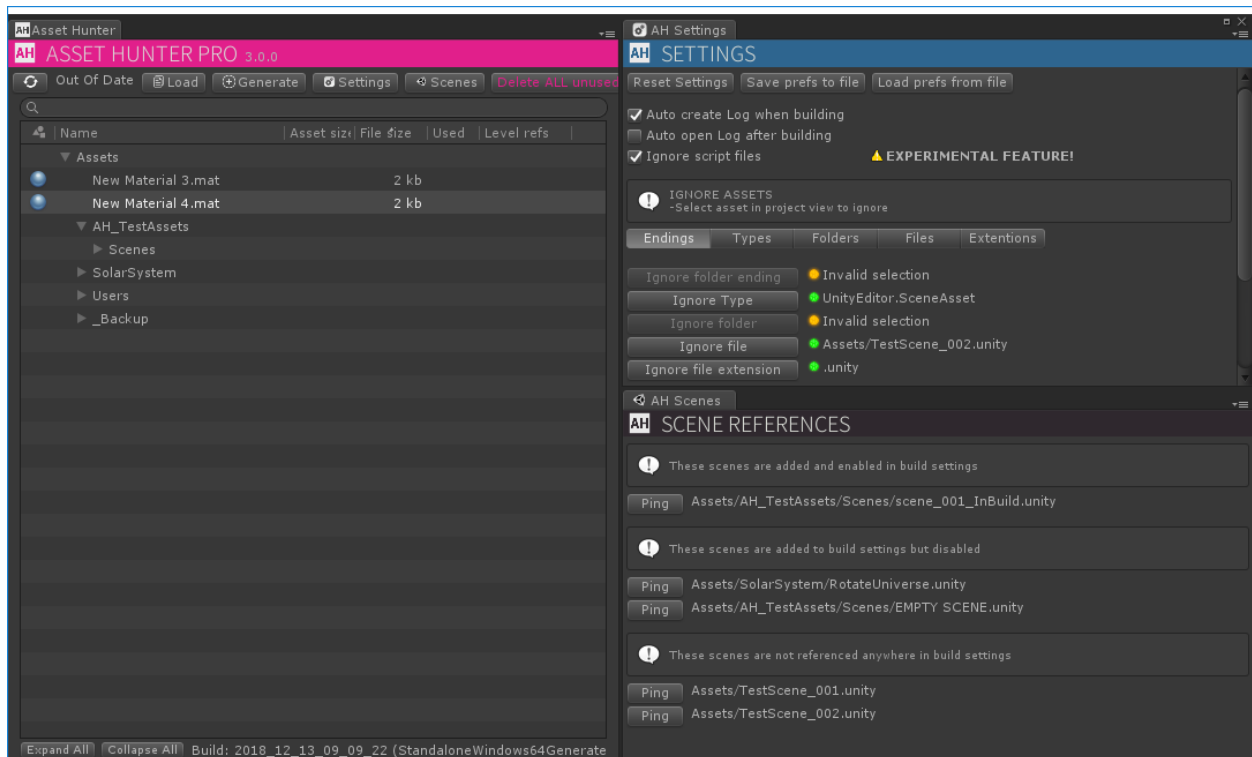 AH Asset Hunter
AH ASSET HUNTER PRO 3.0.0
Out Of Date Load Generate Settings Scenes Delete ALL unused
Name Asset size File size Used Level refs
Assets
New Material 3.mat 2 kb
New Material 4.mat 2 kb
AH_TestAssets
Scenes
SolarSystem
Users
_Backup
Expand All Collapse All Build: 2018_12_13_09_09_22 (StandaloneWindows64Generate
AH Settings
AH SETTINGS
Reset Settings Save prefs to file Load prefs from file
Auto create Log when building
Auto open Log after building
Ignore script files EXPERIMENTAL FEATURE!
IGNORE ASSETS
-Select asset in project view to ignore
Endings Types Folders Files Extentions
Ignore folder ending Invalid selection
Ignore Type UnityEditor.SceneAsset
Ignore folder Invalid selection
Ignore file Assets/TestScene_002.unity
Ignore file extension .unity
AH Scenes
AH SCENE REFERENCES
These scenes are added and enabled in build settings
Ping Assets/AH_TestAssets/Scenes/scene_001_InBuild.unity
These scenes are added to build settings but disabled
Ping Assets/SolarSystem/RotateUniverse.unity
Ping Assets/AH_TestAssets/Scenes/EMPTY SCENE.unity
These scenes are not referenced anywhere in build settings
Ping Assets/TestScene_001.unity
Ping Assets/TestScene_002.unity